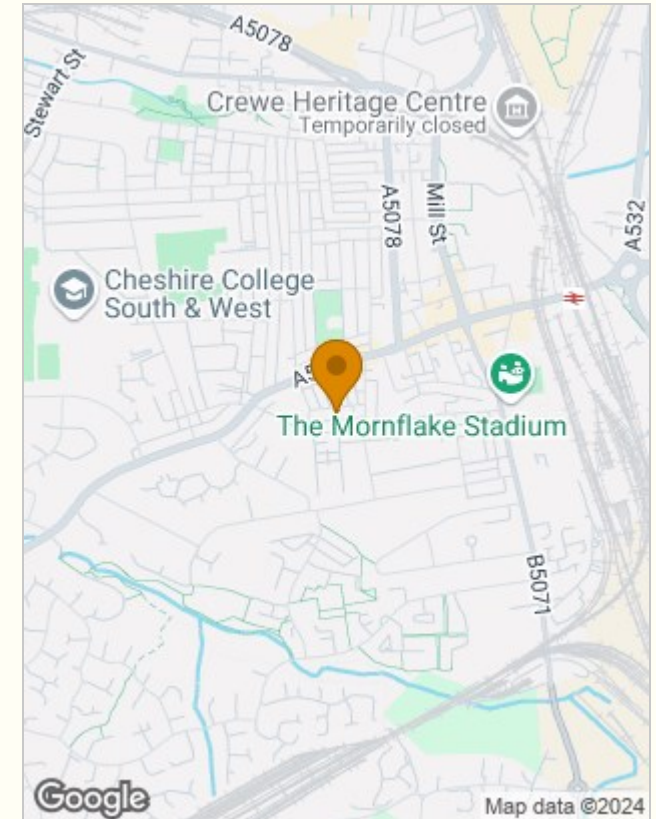 A5078
Stewart St
Crewe Heritage Centre
Temporarily closed
A5078
Mill St
A532
Cheshire College
South & West
The Mornflake Stadium
B5071
Google
Map data ©2024